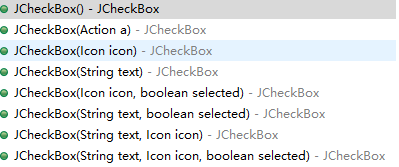 JCheckBox() - JCheckBox
JCheckBox(Action a) - JCheckBox
JCheckBox(Icon icon) - JCheckBox
JCheckBox(String text) - JCheckBox
JCheckBox(Icon icon, boolean selected) - JCheckBox
JCheckBox(String text, boolean selected) - JCheckBox
JCheckBox(String text, Icon icon) - JCheckBox
JCheckBox(String text, Icon icon, boolean selected) - JCheckBox